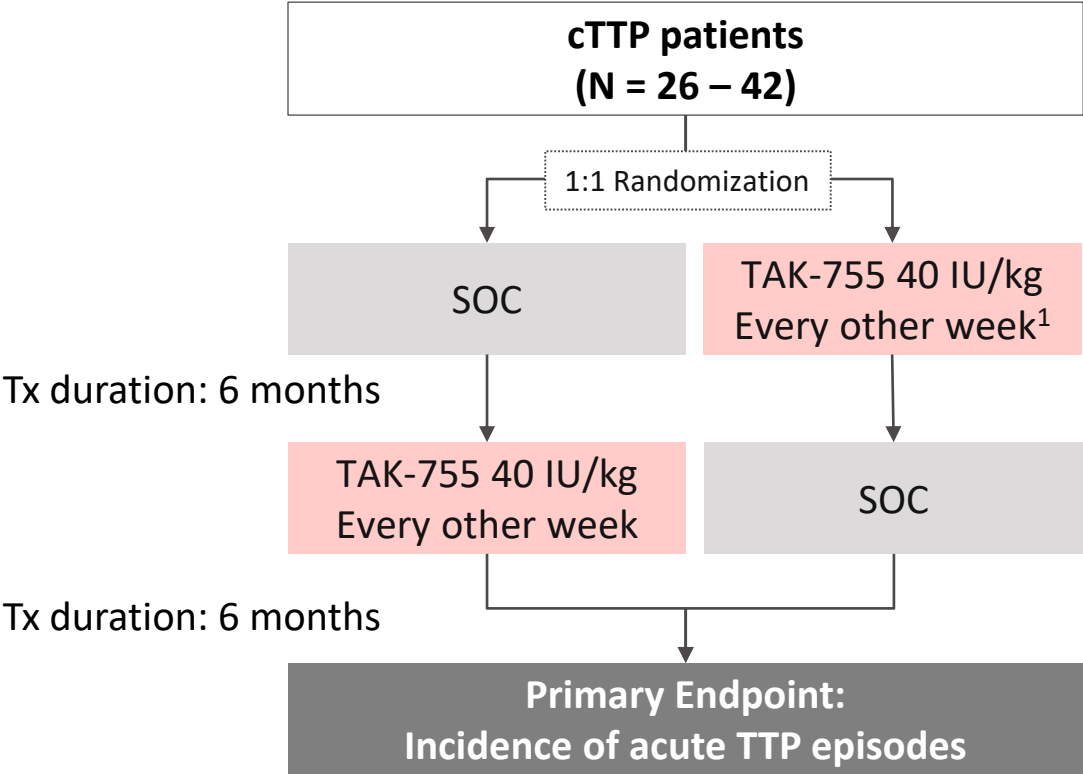 cTTP patients
(N = 26 – 42)
1:1 Randomization
SOC
TAK-755 40 IU/kg
Every other week¹
Tx duration: 6 months
TAK-755 40 IU/kg
Every other week
SOC
Tx duration: 6 months
Primary Endpoint:
Incidence of acute TTP episodes